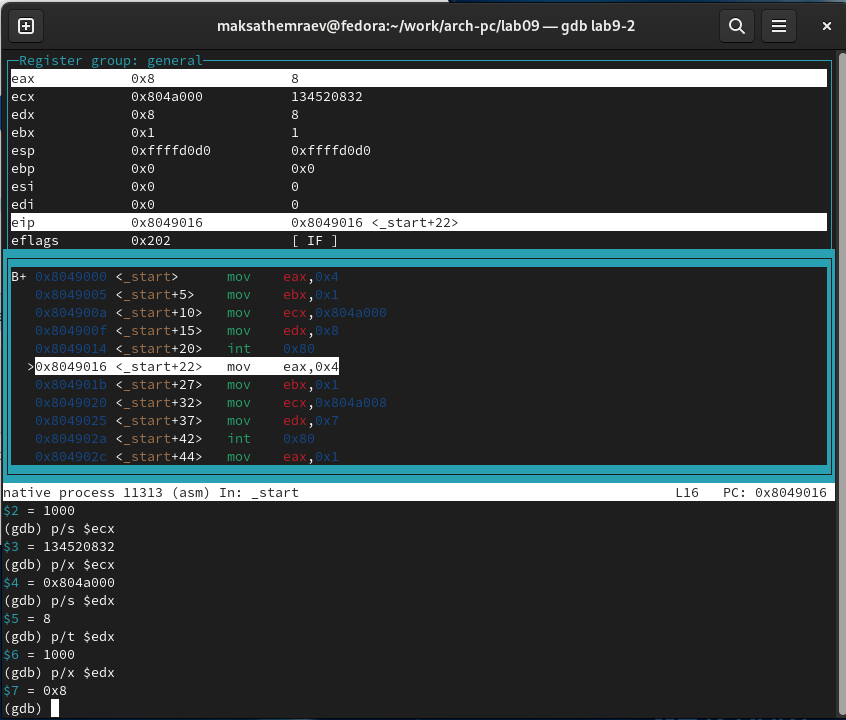 maksathemraev@fedora:~/work/arch-pc/lab09 — gdb lab9-2
Register group: general
eax 0x8 8
ecx 0x804a000 134520832
edx 0x8 8
ebx 0x1 1
esp 0xffffd0d0 0xffffd0d0
ebp 0x0 0x0
esi 0x0 0
edi 0x0 0
eip 0x8049016 0x8049016 <_start+22>
eflags 0x202 [ IF ]
B+ 0x8049000 <_start> mov eax,0x4
0x8049005 <_start+5> mov ebx,0x1
0x804900a <_start+10> mov ecx,0x804a000
0x804900f <_start+15> mov edx,0x8
0x8049014 <_start+20> int 0x80
>0x8049016 <_start+22> mov eax,0x4
0x804901b <_start+27> mov ebx,0x1
0x8049020 <_start+32> mov ecx,0x804a008
0x8049025 <_start+37> mov edx,0x7
0x804902a <_start+42> int 0x80
0x804902c <_start+44> mov eax,0x1
native process 11313 (asm) In: _start L16 PC: 0x8049016
$2 = 1000
(gdb) p/s $ecx
$3 = 134520832
(gdb) p/x $ecx
$4 = 0x804a000
(gdb) p/s $edx
$5 = 8
(gdb) p/t $edx
$6 = 1000
(gdb) p/x $edx
$7 = 0x8
(gdb)